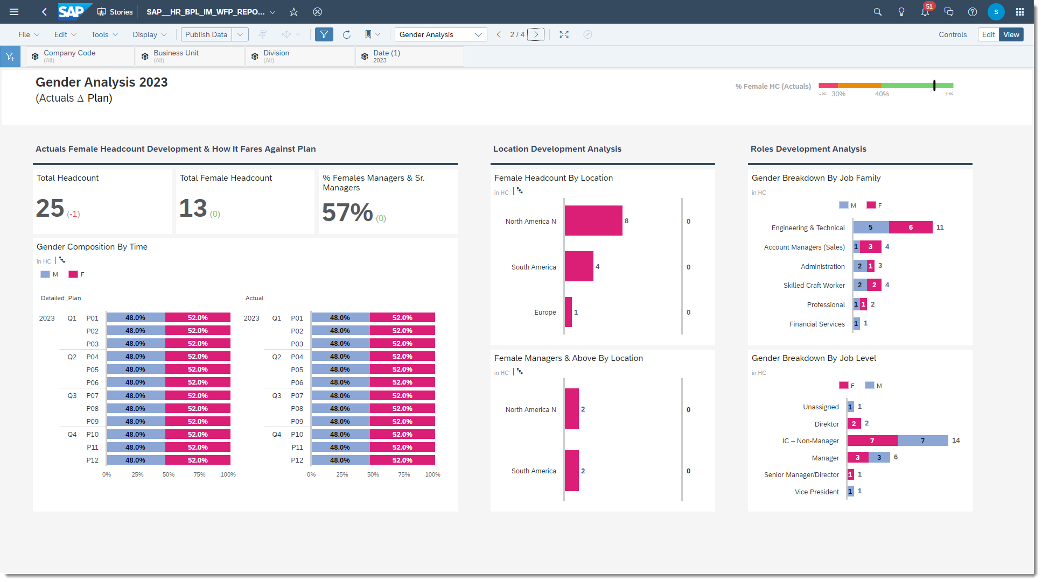 SAP Stories SAP__HR_BPL_IM_WFP_REPO... 51 S
File Edit Tools Display Publish Data Gender Analysis 2 / 4 Controls Edit View
Company Code
(All)
Business Unit
(All)
Division
(All)
Date (1)
2023
Gender Analysis 2023
(Actuals Δ Plan)
% Female HC (Actuals)
-∞ 30% 40% +∞
Actuals Female Headcount Development & How It Fares Against Plan
Total Headcount
25 (-1)
Total Female Headcount
13 (0)
% Females Managers & Sr.
Managers
57% (0)
Gender Composition By Time
in HC
M F
Detailed_Plan Actual
2023 Q1 P01 48.0% 52.0% 2023 Q1 P01 48.0% 52.0%
P02 48.0% 52.0% P02 48.0% 52.0%
P03 48.0% 52.0% P03 48.0% 52.0%
Q2 P04 48.0% 52.0% Q2 P04 48.0% 52.0%
P05 48.0% 52.0% P05 48.0% 52.0%
P06 48.0% 52.0% P06 48.0% 52.0%
Q3 P07 48.0% 52.0% Q3 P07 48.0% 52.0%
P08 48.0% 52.0% P08 48.0% 52.0%
P09 48.0% 52.0% P09 48.0% 52.0%
Q4 P10 48.0% 52.0% Q4 P10 48.0% 52.0%
P11 48.0% 52.0% P11 48.0% 52.0%
P12 48.0% 52.0% P12 48.0% 52.0%
0% 25% 50% 75% 100% 0% 25% 50% 75% 100%
Location Development Analysis
Female Headcount By Location
in HC
North America N 8 0
South America 4 0
Europe 1 0
Female Managers & Above By Location
in HC
North America N 2 0
South America 2 0
Roles Development Analysis
Gender Breakdown By Job Family
in HC
M F
Engineering & Technical 5 6 11
Account Managers (Sales) 1 3 4
Administration 2 1 3
Skilled Craft Worker 2 2 4
Professional 1 1 2
Financial Services 1 1
Gender Breakdown By Job Level
in HC
F M
Unassigned 1 1
Direktor 2 2
IC – Non-Manager 7 7 14
Manager 3 3 6
Senior Manager/Director 1 1
Vice President 1 1